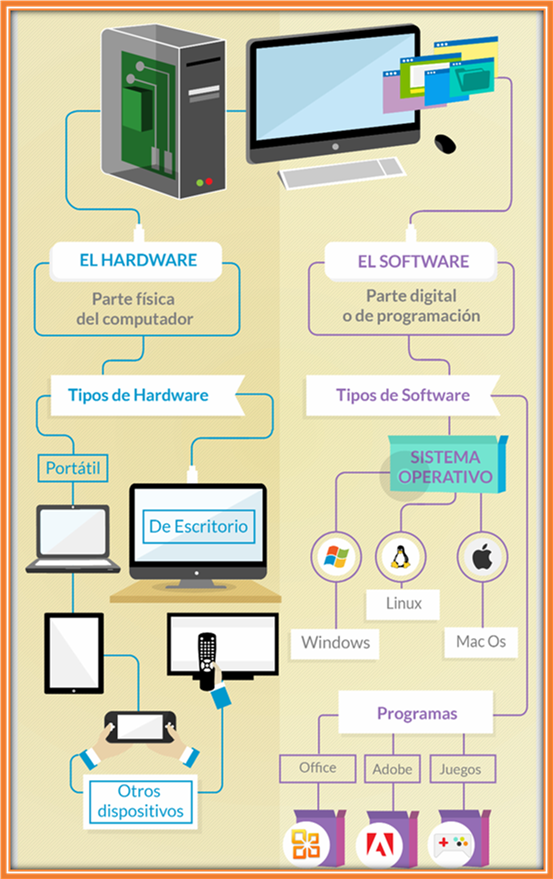 EL HARDWARE
Parte física
del computador
Tipos de Hardware
Portátil
De Escritorio
Otros
dispositivos
EL SOFTWARE
Parte digital
o de programación
Tipos de Software
SISTEMA
OPERATIVO
Windows
Linux
Mac Os
Programas
Office
Adobe
Juegos